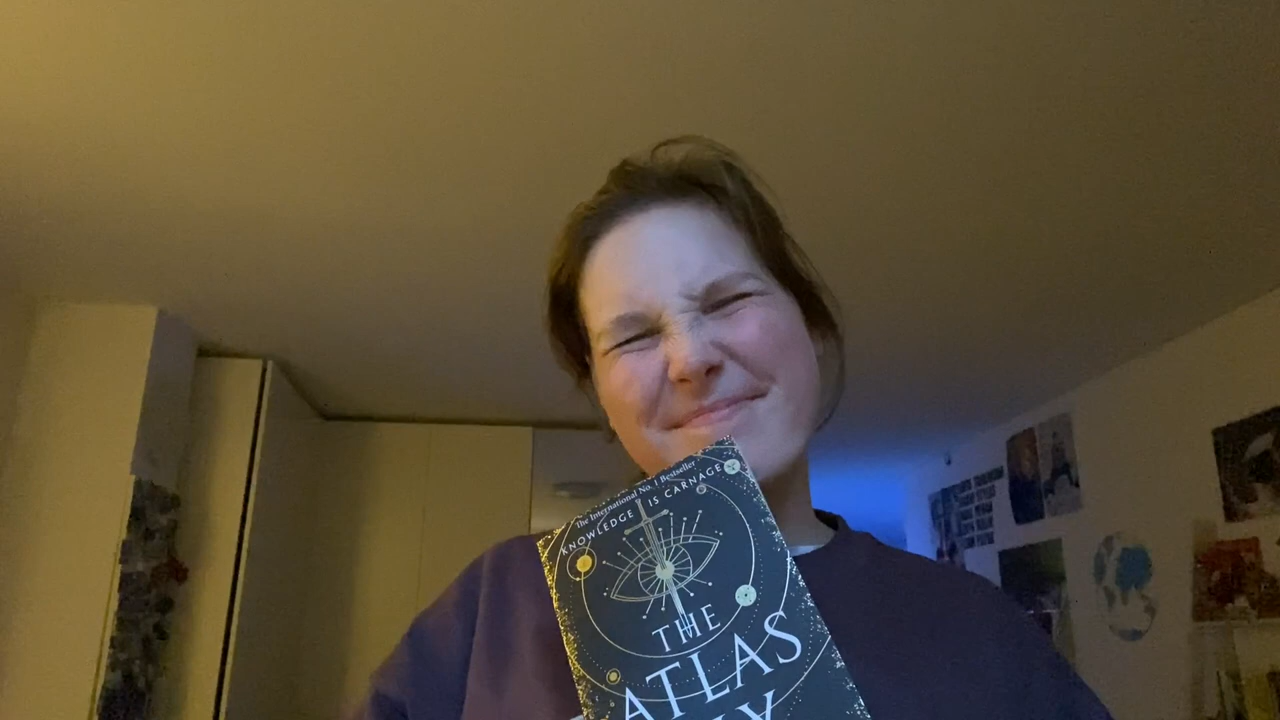 The International No. 1 Bestseller
KNOWLEDGE IS CARNAGE
THE
ATLAS